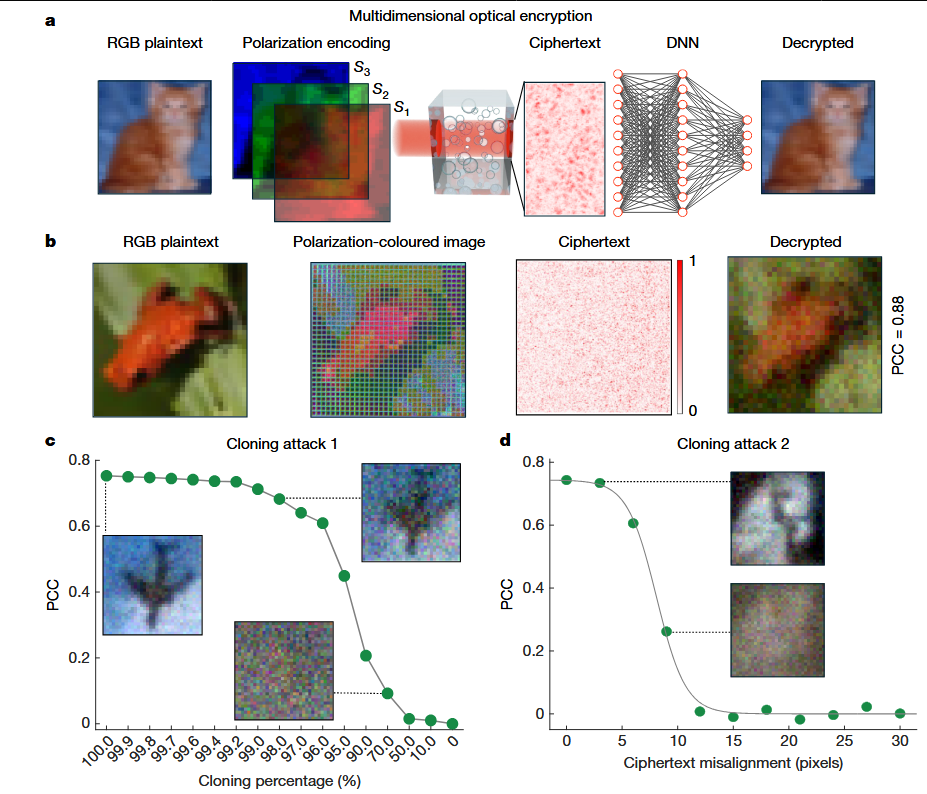 a
Multidimensional optical encryption
RGB plaintext
Polarization encoding
Ciphertext
DNN
Decrypted
S3
S2
S1
b
RGB plaintext
Polarization-coloured image
Ciphertext
Decrypted
1
0
PCC = 0.88
c
Cloning attack 1
0.8
0.6
0.4
0.2
0
PCC
100.0 99.9 99.8 99.7 99.6 99.4 99.2 99.0 98.0 97.0 96.0 95.0 90.0 70.0 50.0 10.0 0
Cloning percentage (%)
d
Cloning attack 2
0.8
0.6
0.4
0.2
0
PCC
0 5 10 15 20 25 30
Ciphertext misalignment (pixels)